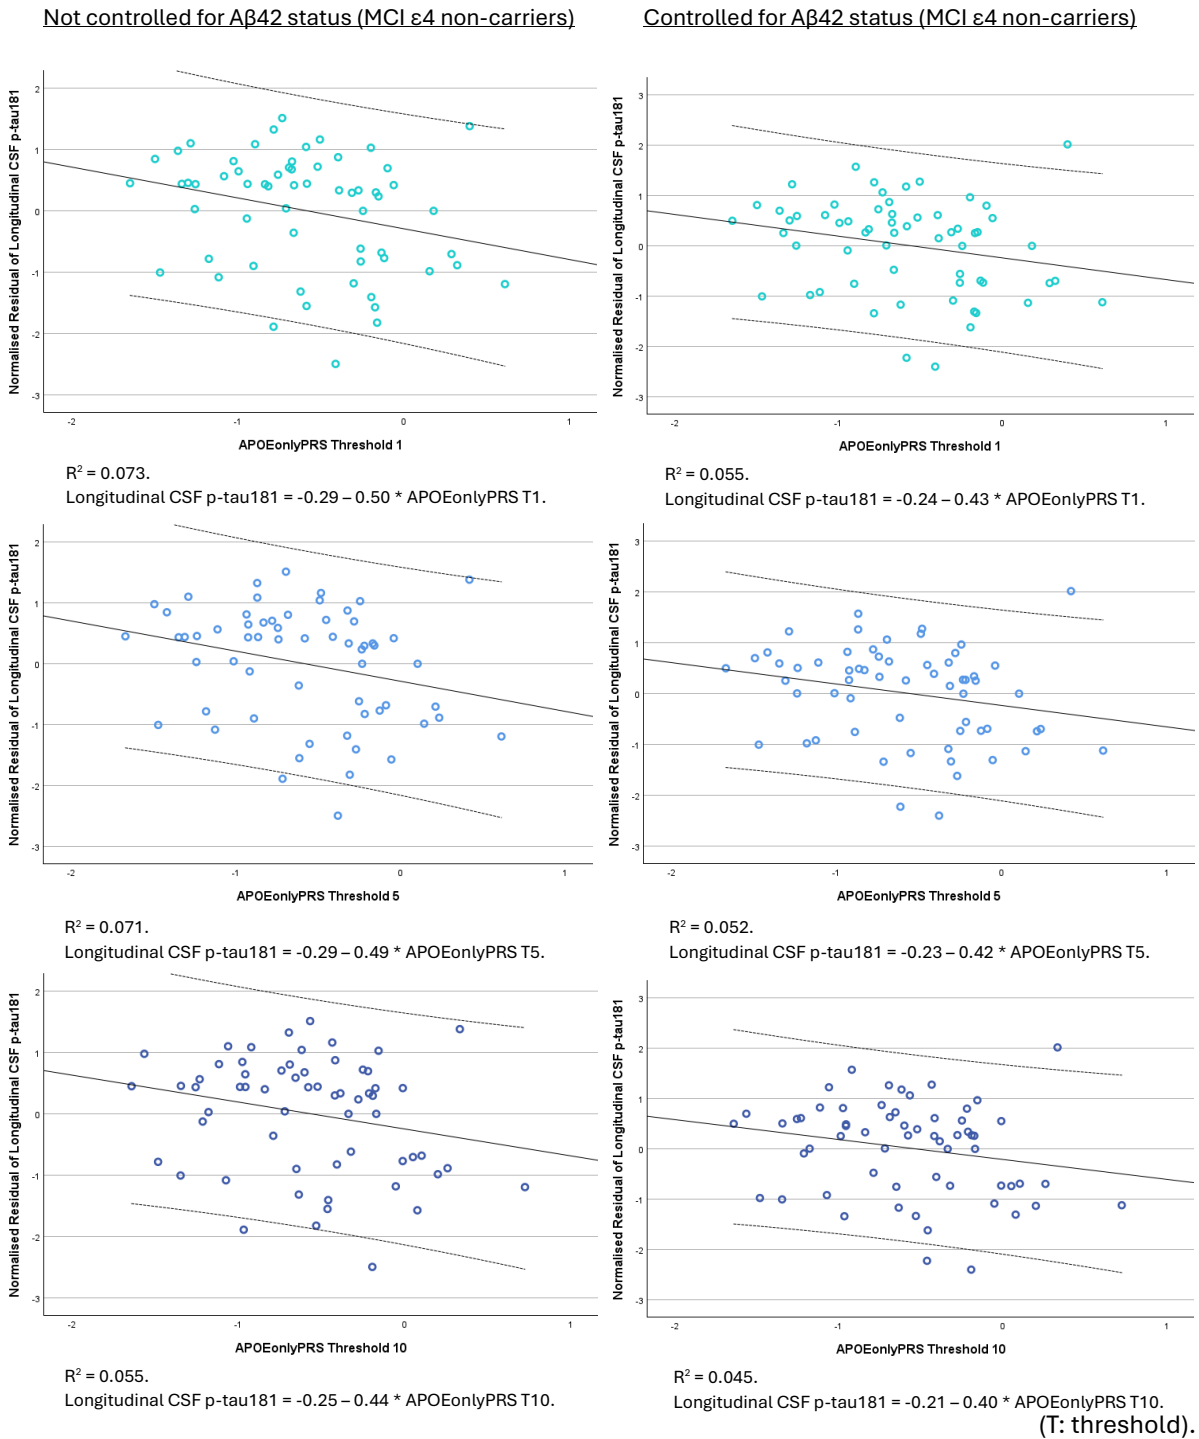 Not controlled for Aβ42 status (MCI ε4 non-carriers)
Controlled for Aβ42 status (MCI ε4 non-carriers)
Normalised Residual of Longitudinal CSF p-tau181
2
1
0
-1
-2
-3
-2
-1
0
1
APOEonlyPRS Threshold 1
R² = 0.073.
Longitudinal CSF p-tau181 = -0.29 – 0.50 * APOEonlyPRS T1.
Normalised Residual of Longitudinal CSF p-tau181
3
2
1
0
-1
-2
-3
-2
-1
0
1
APOEonlyPRS Threshold 1
R² = 0.055.
Longitudinal CSF p-tau181 = -0.24 – 0.43 * APOEonlyPRS T1.
Normalised Residual of Longitudinal CSF p-tau181
2
1
0
-1
-2
-3
-2
-1
0
1
APOEonlyPRS Threshold 5
R² = 0.071.
Longitudinal CSF p-tau181 = -0.29 – 0.49 * APOEonlyPRS T5.
Normalised Residual of Longitudinal CSF p-tau181
3
2
1
0
-1
-2
-3
-2
-1
0
1
APOEonlyPRS Threshold 5
R² = 0.052.
Longitudinal CSF p-tau181 = -0.23 – 0.42 * APOEonlyPRS T5.
Normalised Residual of Longitudinal CSF p-tau181
2
1
0
-1
-2
-3
-2
-1
0
1
APOEonlyPRS Threshold 10
R² = 0.055.
Longitudinal CSF p-tau181 = -0.25 – 0.44 * APOEonlyPRS T10.
Normalised Residual of Longitudinal CSF p-tau181
3
2
1
0
-1
-2
-3
-2
-1
0
1
APOEonlyPRS Threshold 10
R² = 0.045.
Longitudinal CSF p-tau181 = -0.21 – 0.40 * APOEonlyPRS T10.
(T: threshold).